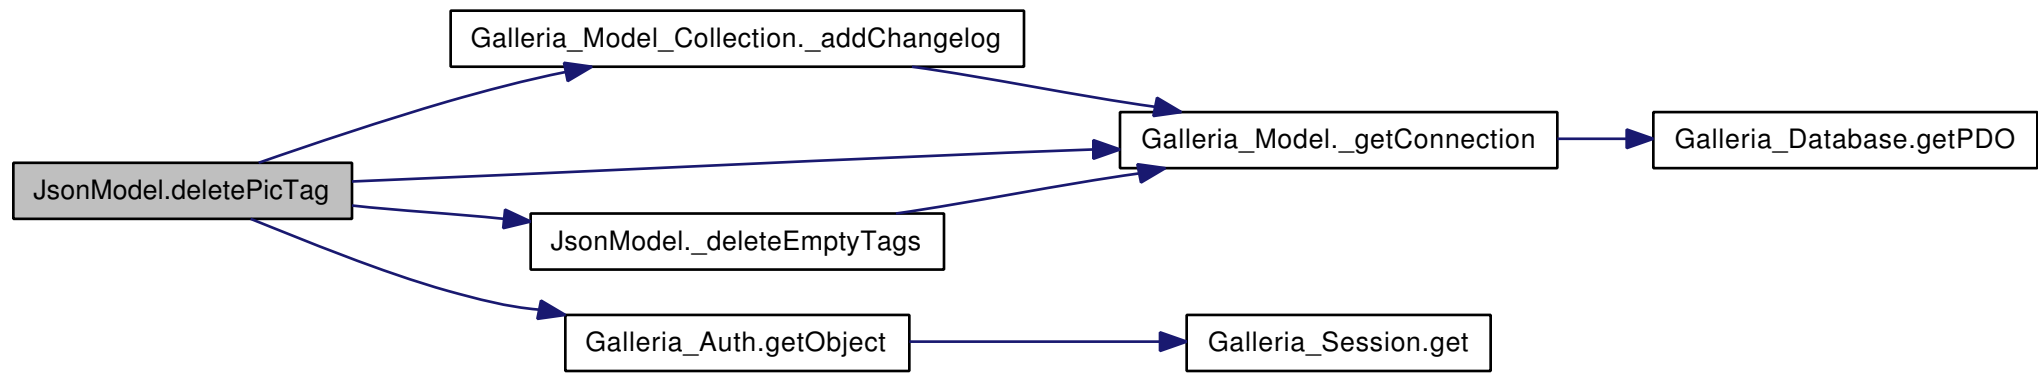 Galleria_Model_Collection._addChangelog
Galleria_Model._getConnection
Galleria_Database.getPDO
JsonModel.deletePicTag
JsonModel._deleteEmptyTags
Galleria_Auth.getObject
Galleria_Session.get